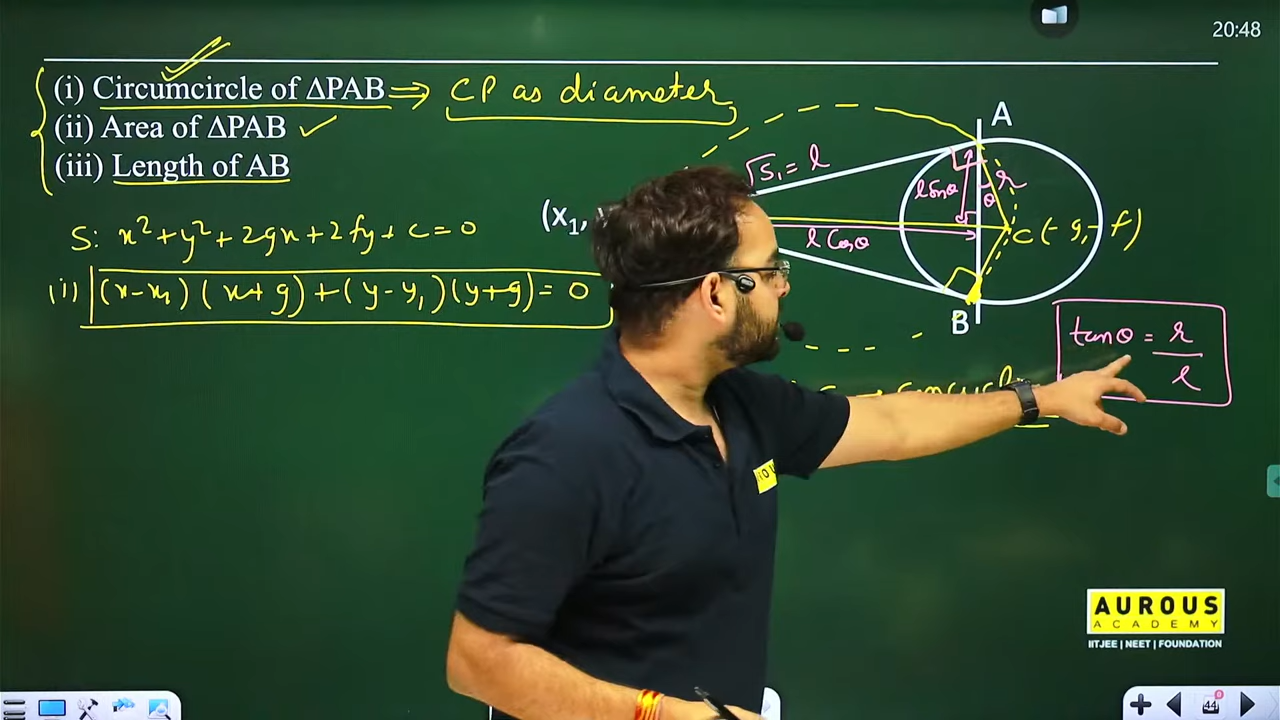 20:48
(i) Circumcircle of ΔPAB ⇒ CP as diameter
(ii) Area of ΔPAB ✓
(iii) Length of AB
S: x² + y² + 2gx + 2fy + c = 0
(i) (x-x₁) (x+g) + (y-y₁) (y+g) = 0
A
√S₁ = l
l sinθ
r
θ
(x₁,
l cosθ
C (-g, -f)
B
tanθ = r/l
AUROUS
ACADEMY
IITJEE | NEET | FOUNDATION
44